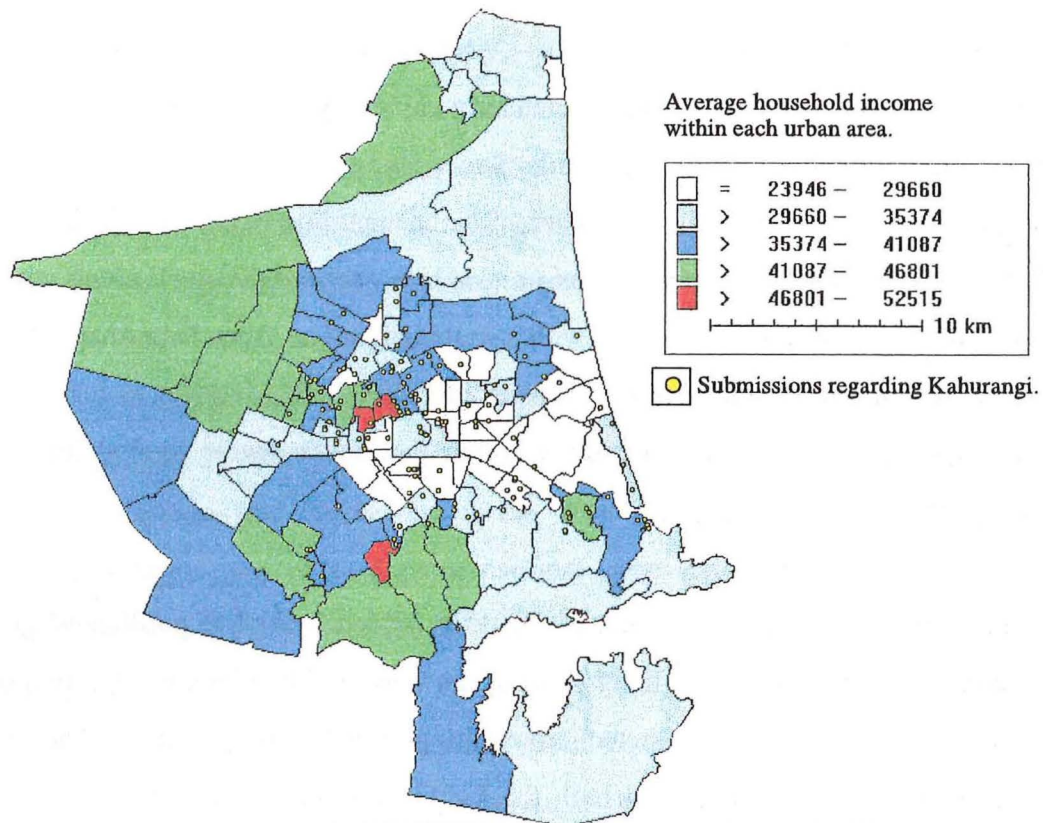 Average household income
within each urban area.
= 23946 – 29660
> 29660 – 35374
> 35374 – 41087
> 41087 – 46801
> 46801 – 52515
10 km
Submissions regarding Kahurangi.